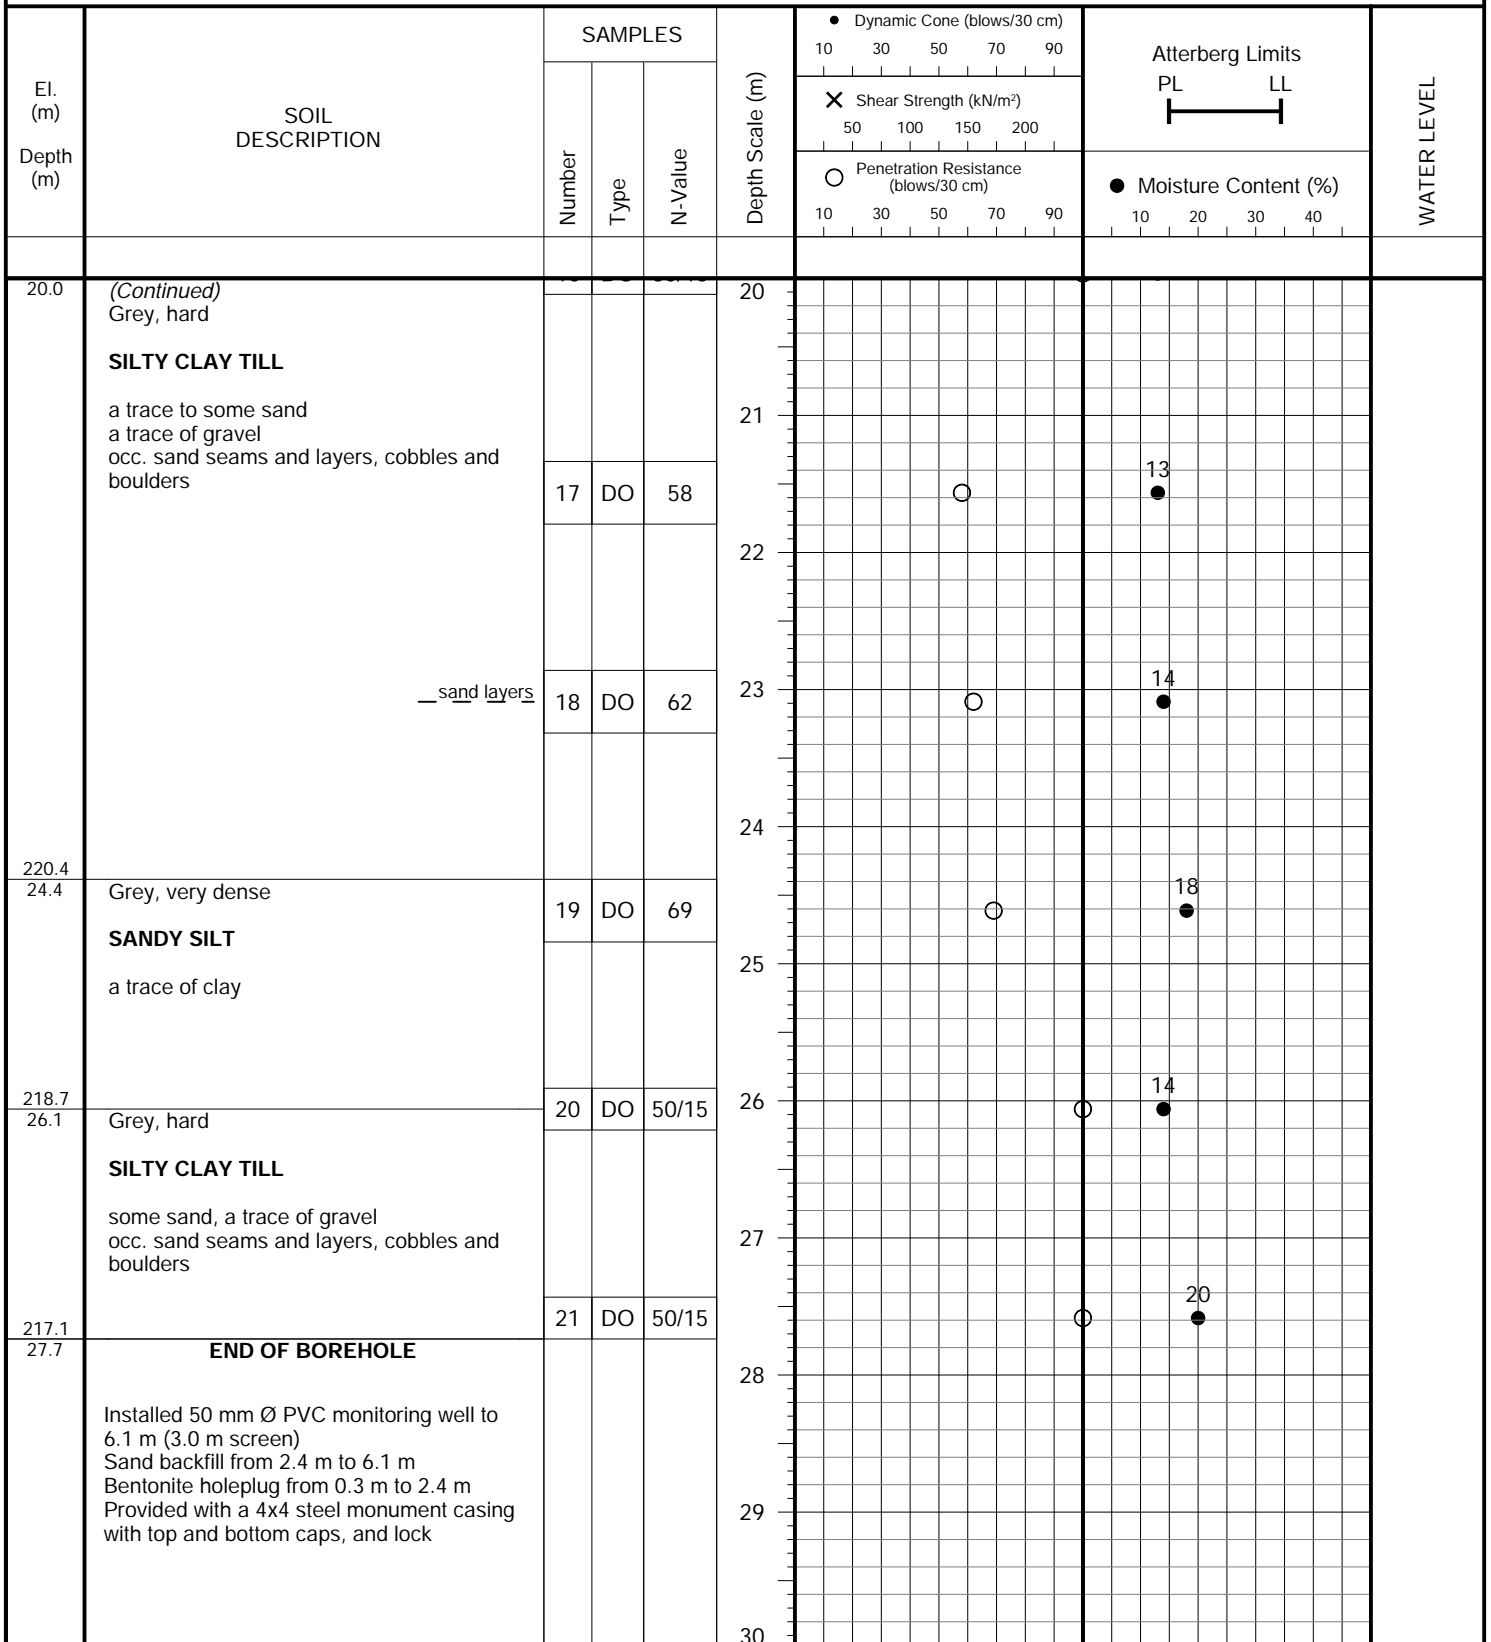 El.
(m)
Depth
(m)
SOIL
DESCRIPTION
SAMPLES
Number
Type
N-Value
Depth Scale (m)
Dynamic Cone (blows/30 cm)
10 30 50 70 90
Shear Strength (kN/m²)
50 100 150 200
Penetration Resistance
(blows/30 cm)
10 30 50 70 90
Atterberg Limits
PL LL
Moisture Content (%)
10 20 30 40
WATER LEVEL
20.0
(Continued)
Grey, hard
SILTY CLAY TILL
a trace to some sand
a trace of gravel
occ. sand seams and layers, cobbles and
boulders
20
21
17 DO 58
13
22
sand layers
18 DO 62
23
14
24
220.4
24.4
Grey, very dense
SANDY SILT
a trace of clay
19 DO 69
18
25
218.7
26.1
20 DO 50/15
26
14
Grey, hard
SILTY CLAY TILL
some sand, a trace of gravel
occ. sand seams and layers, cobbles and
boulders
27
21 DO 50/15
20
217.1
27.7
END OF BOREHOLE
28
Installed 50 mm Ø PVC monitoring well to
6.1 m (3.0 m screen)
Sand backfill from 2.4 m to 6.1 m
Bentonite holeplug from 0.3 m to 2.4 m
Provided with a 4x4 steel monument casing
with top and bottom caps, and lock
29
30